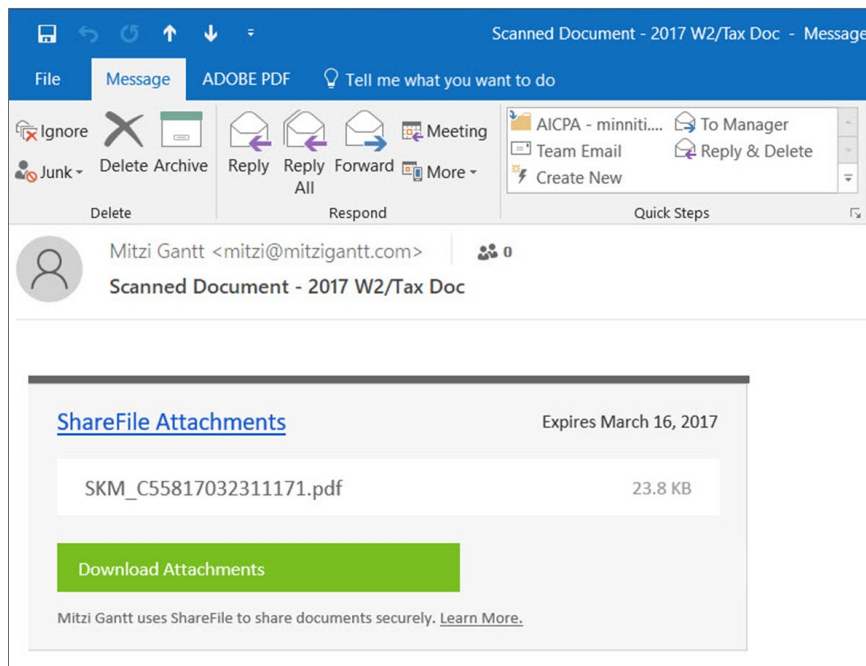 Scanned Document - 2017 W2/Tax Doc - Message
File Message ADOBE PDF Tell me what you want to do
Ignore
Junk
Delete Archive
Reply Reply All Forward
Meeting
More
AICPA - minniti.... To Manager
Team Email Reply & Delete
Create New
Delete Respond Quick Steps
Mitzi Gantt <mitzi@mitzigantt.com> 0
Scanned Document - 2017 W2/Tax Doc
ShareFile Attachments Expires March 16, 2017
SKM_C55817032311171.pdf 23.8 KB
Download Attachments
Mitzi Gantt uses ShareFile to share documents securely. Learn More.